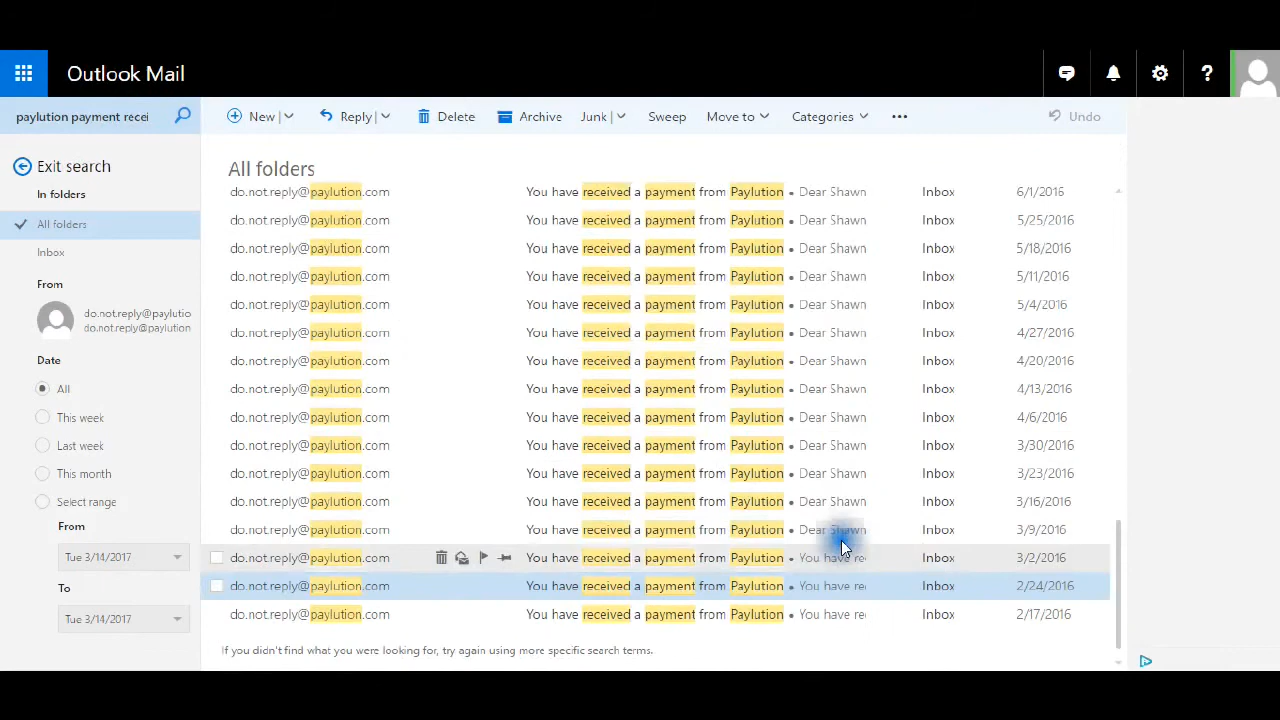 Outlook Mail
?
paylution payment recei
New | Reply | Delete Archive Junk | Sweep Move to Categories ••• Undo
Exit search
In folders
All folders
Inbox
From
do.not.reply@paylutio
do.not.reply@paylution
Date
All
This week
Last week
This month
Select range
From
Tue 3/14/2017
To
Tue 3/14/2017
All folders
do.not.reply@paylution.com You have received a payment from Paylution • Dear Shawn Inbox 6/1/2016
do.not.reply@paylution.com You have received a payment from Paylution • Dear Shawn Inbox 5/25/2016
do.not.reply@paylution.com You have received a payment from Paylution • Dear Shawn Inbox 5/18/2016
do.not.reply@paylution.com You have received a payment from Paylution • Dear Shawn Inbox 5/11/2016
do.not.reply@paylution.com You have received a payment from Paylution • Dear Shawn Inbox 5/4/2016
do.not.reply@paylution.com You have received a payment from Paylution • Dear Shawn Inbox 4/27/2016
do.not.reply@paylution.com You have received a payment from Paylution • Dear Shawn Inbox 4/20/2016
do.not.reply@paylution.com You have received a payment from Paylution • Dear Shawn Inbox 4/13/2016
do.not.reply@paylution.com You have received a payment from Paylution • Dear Shawn Inbox 4/6/2016
do.not.reply@paylution.com You have received a payment from Paylution • Dear Shawn Inbox 3/30/2016
do.not.reply@paylution.com You have received a payment from Paylution • Dear Shawn Inbox 3/23/2016
do.not.reply@paylution.com You have received a payment from Paylution • Dear Shawn Inbox 3/16/2016
do.not.reply@paylution.com You have received a payment from Paylution • Dear Shawn Inbox 3/9/2016
do.not.reply@paylution.com You have received a payment from Paylution • You have rec Inbox 3/2/2016
do.not.reply@paylution.com You have received a payment from Paylution • You have rec Inbox 2/24/2016
do.not.reply@paylution.com You have received a payment from Paylution • You have rec Inbox 2/17/2016
If you didn't find what you were looking for, try again using more specific search terms.